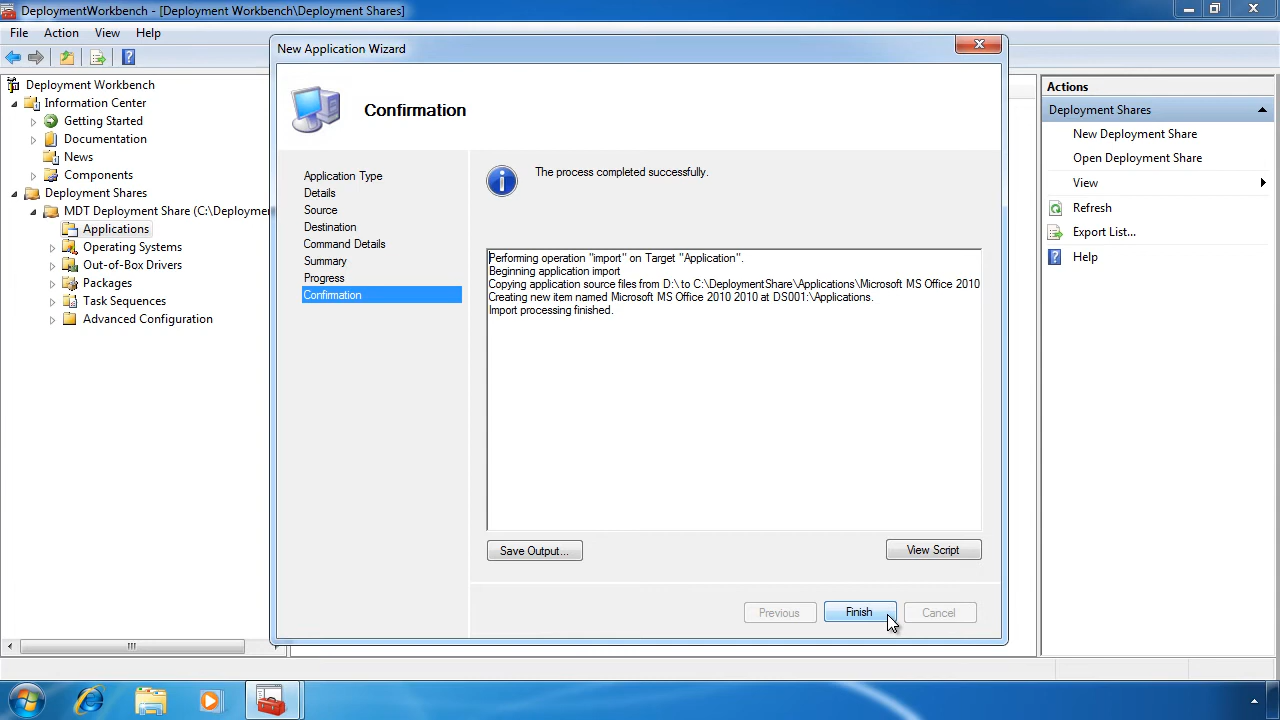 DeploymentWorkbench - [Deployment Workbench\Deployment Shares]
File Action View Help
New Application Wizard
Deployment Workbench
Information Center
Getting Started
Documentation
News
Components
Deployment Shares
MDT Deployment Share (C:\Deployme
Applications
Operating Systems
Out-of-Box Drivers
Packages
Task Sequences
Advanced Configuration
Confirmation
Application Type
Details
Source
Destination
Command Details
Summary
Progress
Confirmation
The process completed successfully.
Performing operation "import" on Target "Application".
Beginning application import
Copying application source files from D:\ to C:\DeploymentShare\Applications\Microsoft MS Office 2010
Creating new item named Microsoft MS Office 2010 2010 at DS001:\Applications.
Import processing finished.
Save Output... View Script
Previous Finish Cancel
Actions
Deployment Shares
New Deployment Share
Open Deployment Share
View
Refresh
Export List...
Help